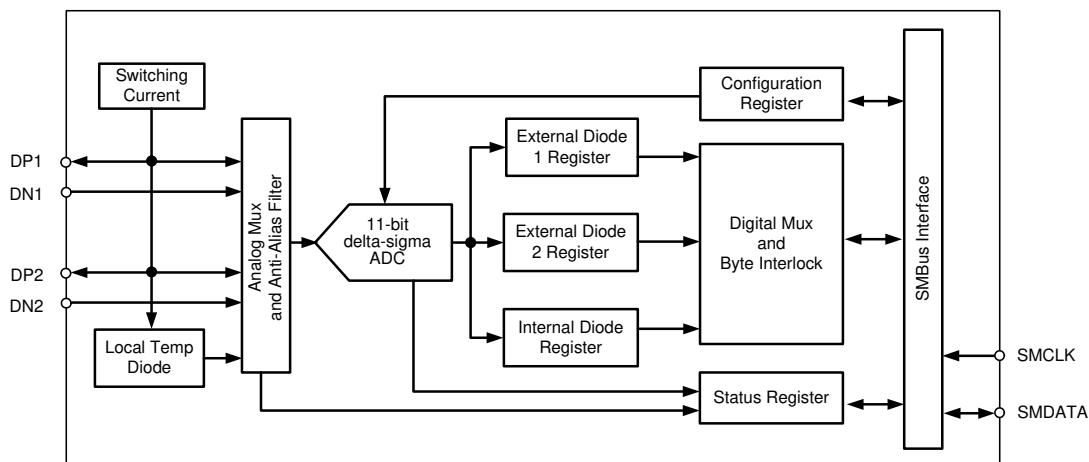 Switching
Current
DP1
DN1
DP2
DN2
Local Temp
Diode
Analog Mux
and Anti-Alias Filter
11-bit
delta-sigma
ADC
External Diode
1 Register
External Diode
2 Register
Internal Diode
Register
Configuration
Register
Digital Mux
and
Byte Interlock
Status Register
SMBus Interface
SMCLK
SMDATA